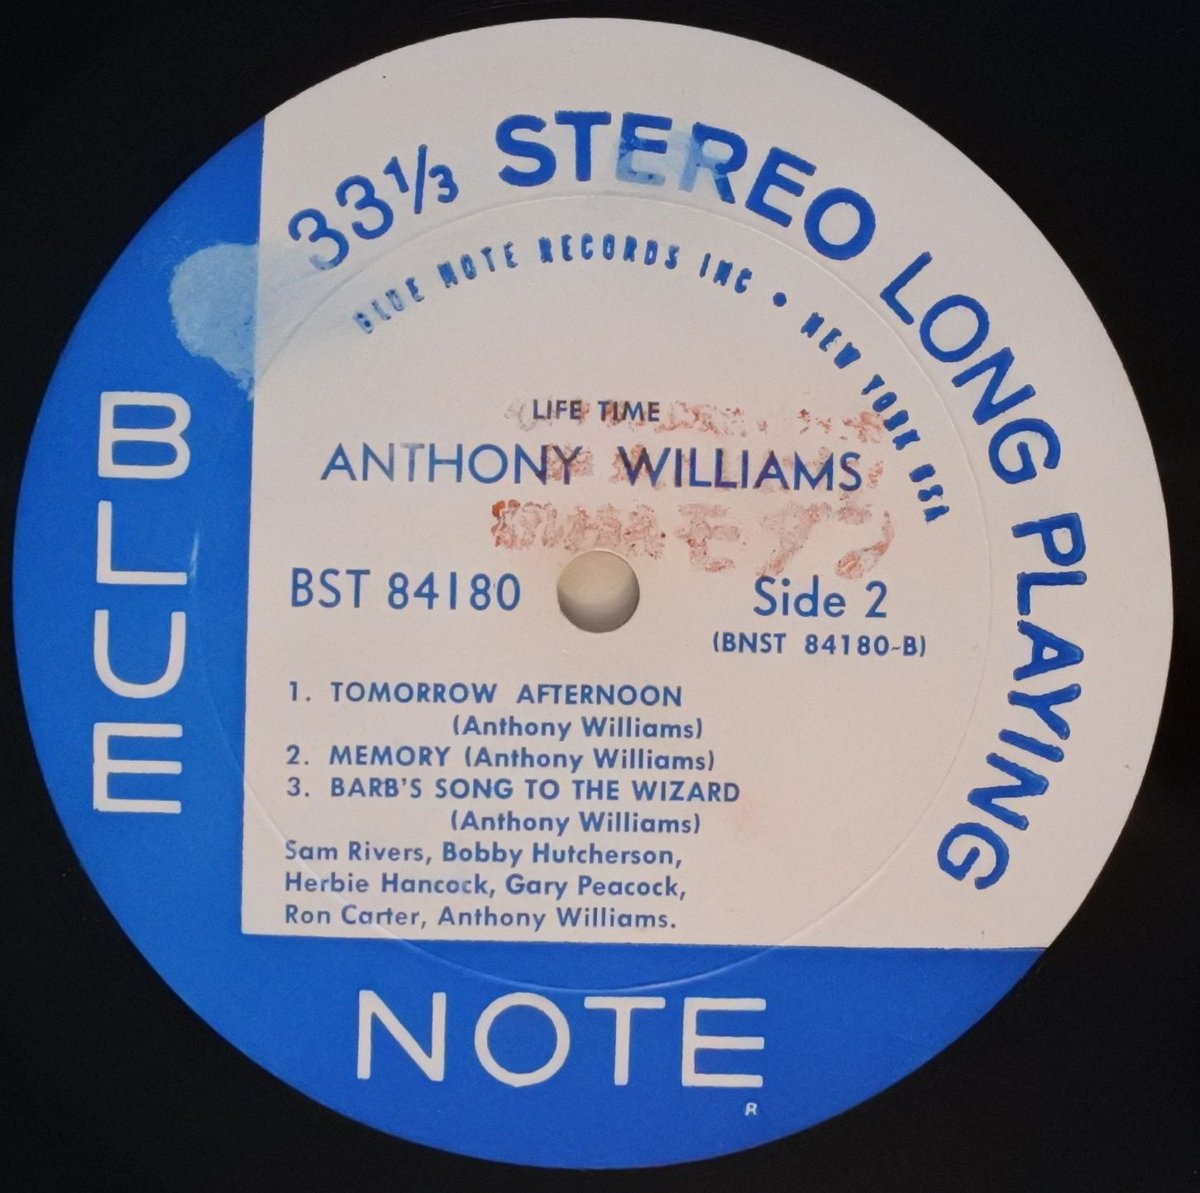 33⅓ STEREO LONG PLAYING
BLUE NOTE RECORDS INC • NEW YORK USA
LIFE TIME
ANTHONY WILLIAMS
BST 84180
Side 2
(BNST 84180-B)
1. TOMORROW AFTERNOON
(Anthony Williams)
2. MEMORY (Anthony Williams)
3. BARB'S SONG TO THE WIZARD
(Anthony Williams)
Sam Rivers, Bobby Hutcherson,
Herbie Hancock, Gary Peacock,
Ron Carter, Anthony Williams.
BLUE
NOTE
R